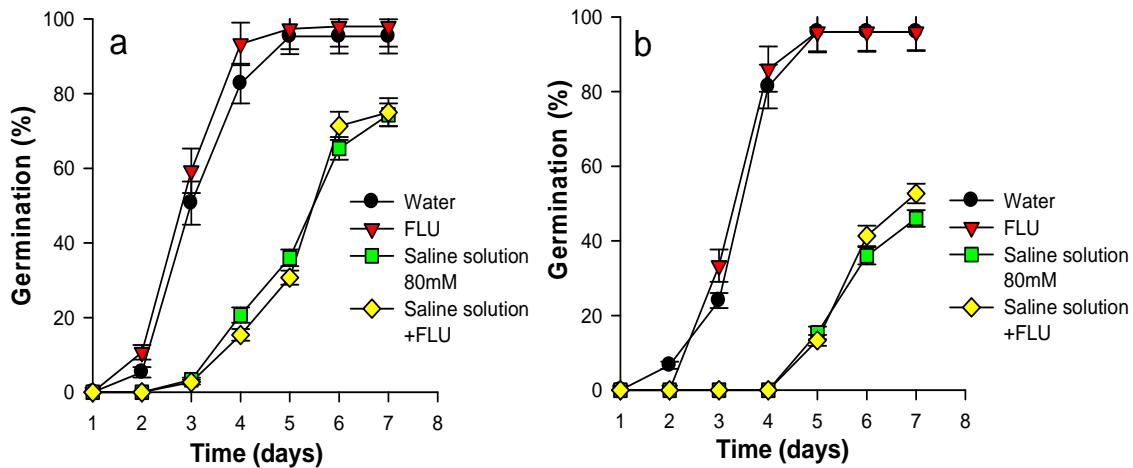 a
Germination (%)
100
80
60
40
20
0
1 2 3 4 5 6 7 8
Time (days)
Water
FLU
Saline solution
80mM
Saline solution
+FLU
b
Germination (%)
100
80
60
40
20
0
1 2 3 4 5 6 7 8
Time (days)
Water
FLU
Saline solution
80mM
Saline solution
+FLU